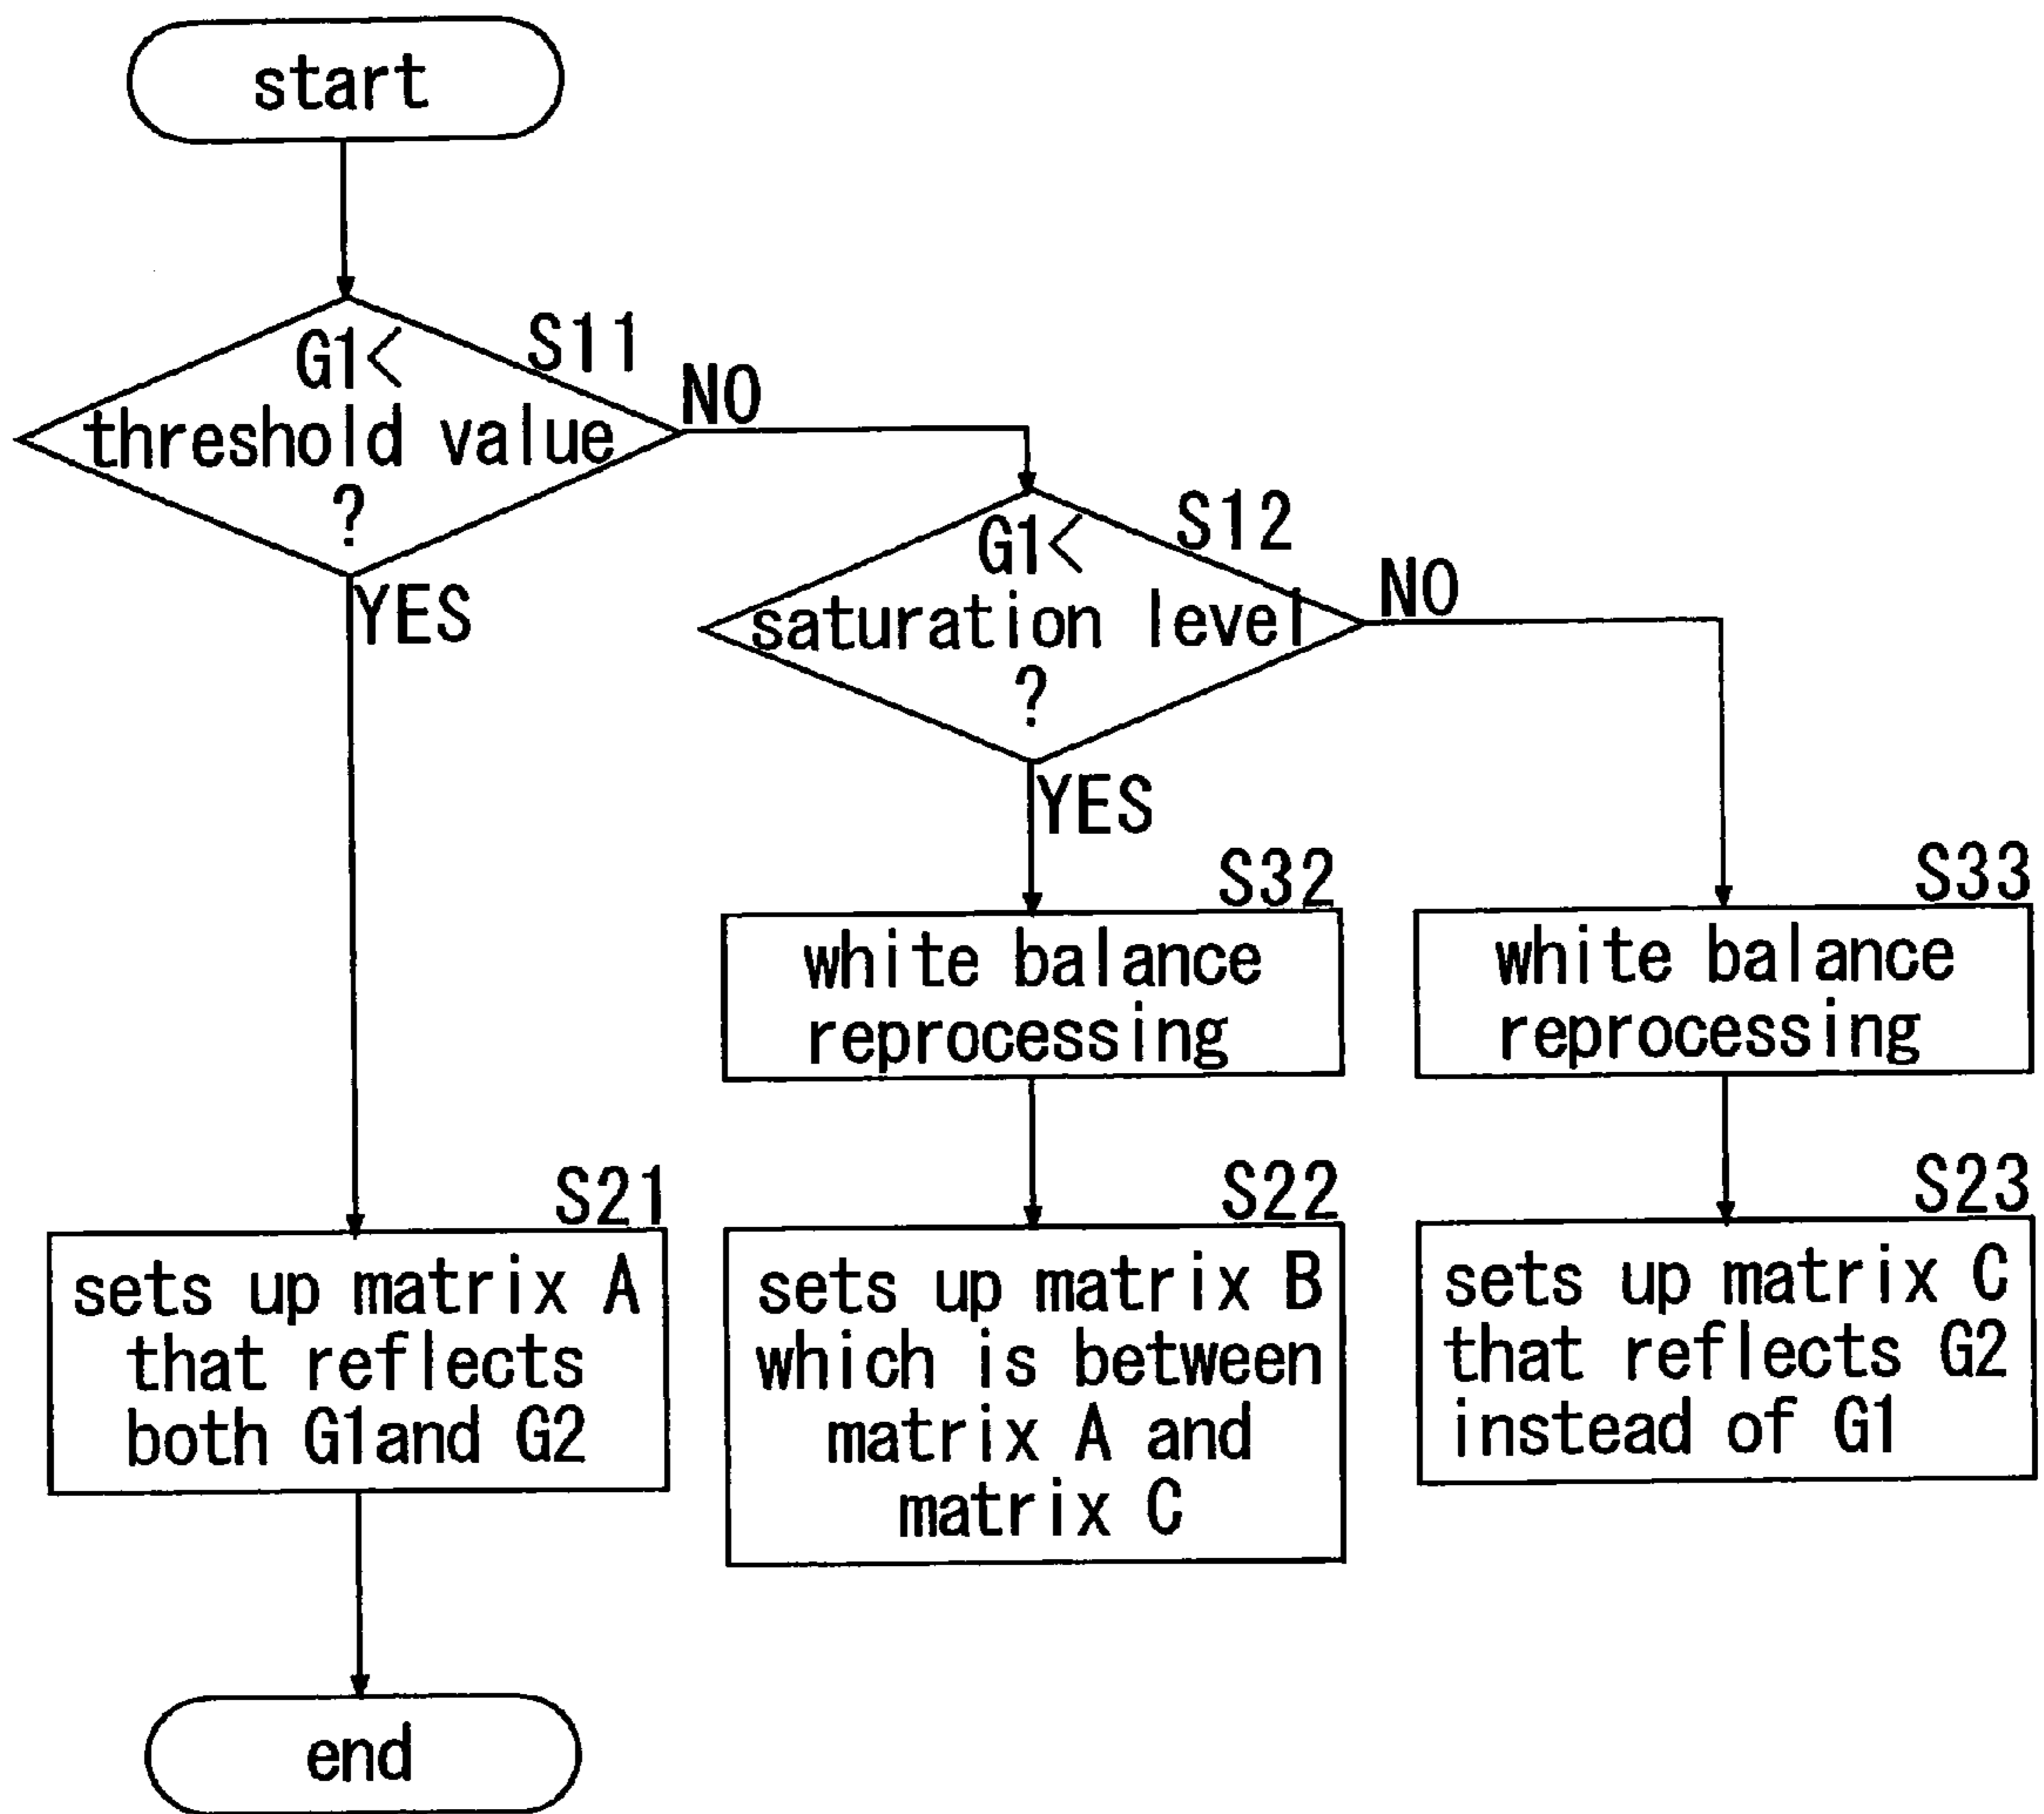 start
G1<
threshold value
?
S11
NO
YES
G1<
saturation level
?
S12
NO
YES
S32
white balance
reprocessing
S33
white balance
reprocessing
S21
sets up matrix A
that reflects
both G1and G2
S22
sets up matrix B
which is between
matrix A and
matrix C
S23
sets up matrix C
that reflects G2
instead of G1
end